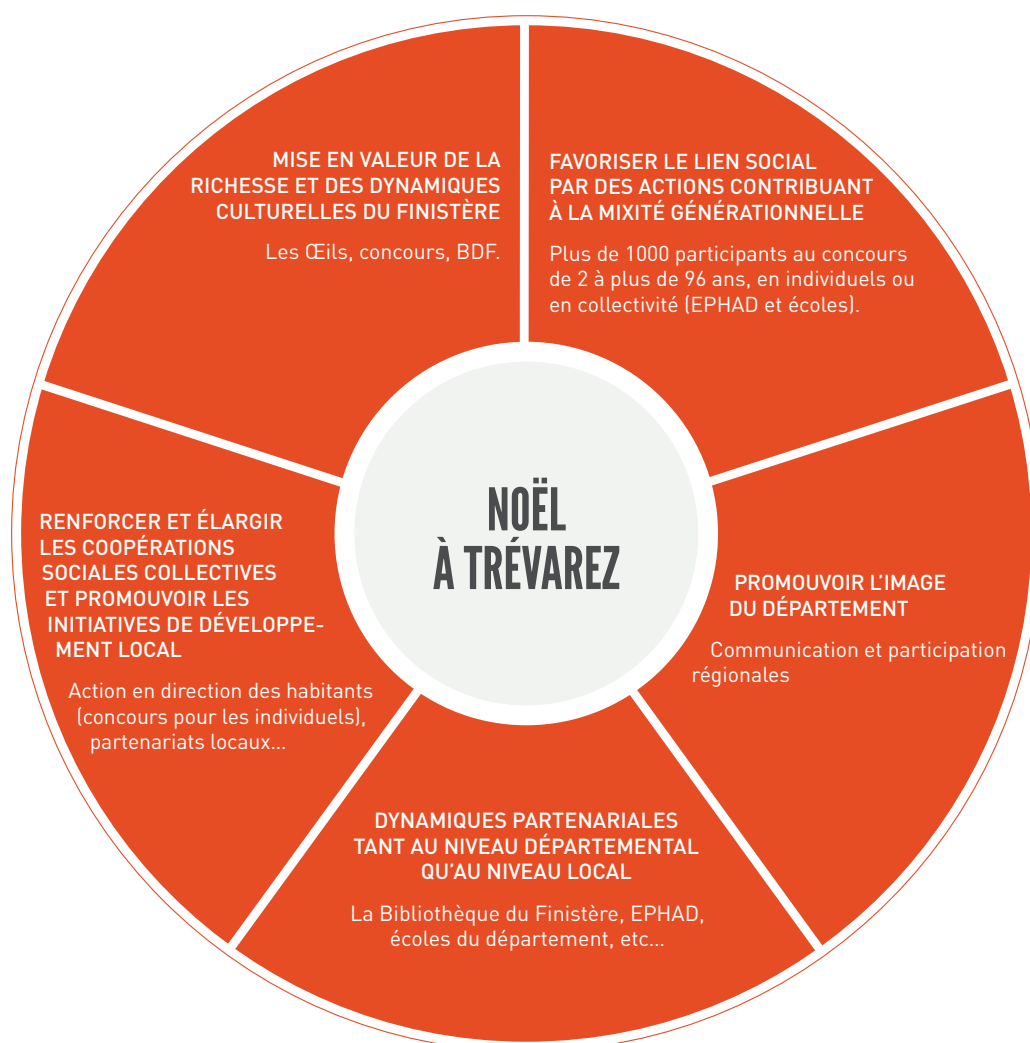 MISE EN VALEUR DE LA
RICHESSE ET DES DYNAMIQUES
CULTURELLES DU FINISTÈRE
Les Œils, concours, BDF.
FAVORISER LE LIEN SOCIAL
PAR DES ACTIONS CONTRIBUANT
À LA MIXITÉ GÉNÉRATIONNELLE
Plus de 1000 participants au concours
de 2 à plus de 96 ans, en individuels ou
en collectivité (EPHAD et écoles).
NOËL
À TRÉVAREZ
RENFORCER ET ÉLARGIR
LES COOPÉRATIONS
SOCIALES COLLECTIVES
ET PROMOUVOIR LES
INITIATIVES DE DÉVELOPPE-
MENT LOCAL
Action en direction des habitants
(concours pour les individuels),
partenariats locaux...
PROMOUVOIR L'IMAGE
DU DÉPARTEMENT
Communication et participation
régionales
DYNAMIQUES PARTENARIALES
TANT AU NIVEAU DÉPARTEMENTAL
QU'AU NIVEAU LOCAL
La Bibliothèque du Finistère, EPHAD,
écoles du département, etc...